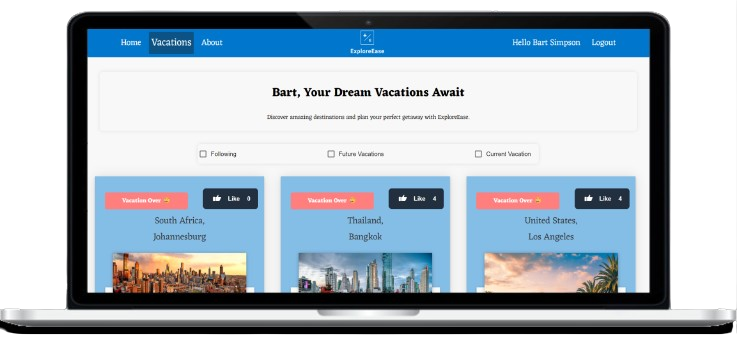 Home Vacations About
ExploreEase
Hello Bart Simpson Logout
Bart, Your Dream Vacations Await
Discover amazing destinations and plan your perfect getaway with ExploreEase.
Following
Future Vacations
Current Vacation
Vacation Over
Like 0
South Africa,
Johannesburg
Vacation Over
Like 4
Thailand,
Bangkok
Vacation Over
Like 4
United States,
Los Angeles